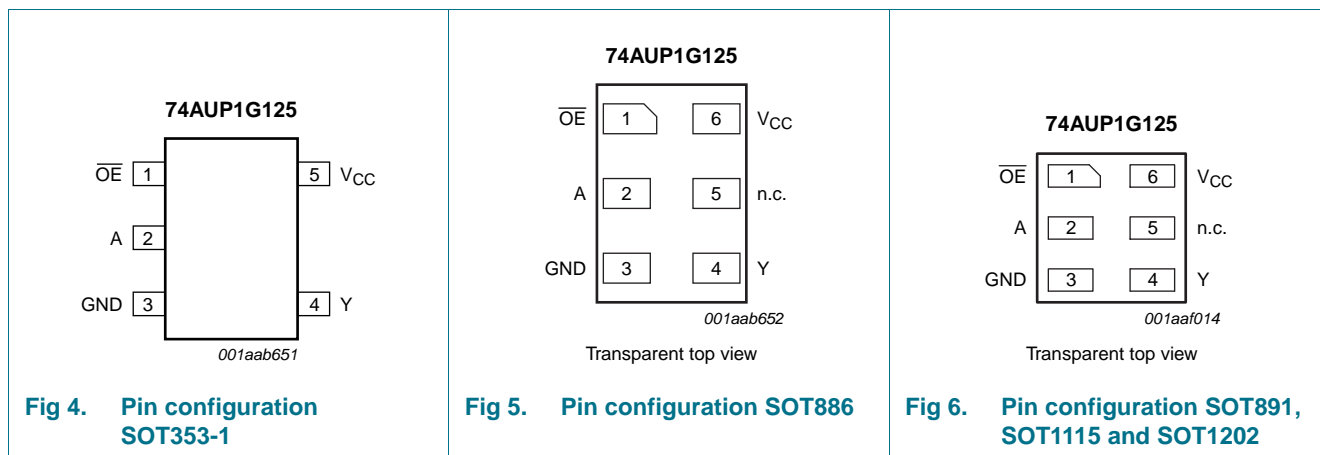 74AUP1G125
OE 1 5 VCC
A 2
GND 3 4 Y
001aab651
Fig 4. Pin configuration
SOT353-1
74AUP1G125
OE 1 6 VCC
A 2 5 n.c.
GND 3 4 Y
001aab652
Transparent top view
Fig 5. Pin configuration SOT886
74AUP1G125
OE 1 6 VCC
A 2 5 n.c.
GND 3 4 Y
001aaf014
Transparent top view
Fig 6. Pin configuration SOT891,
SOT1115 and SOT1202